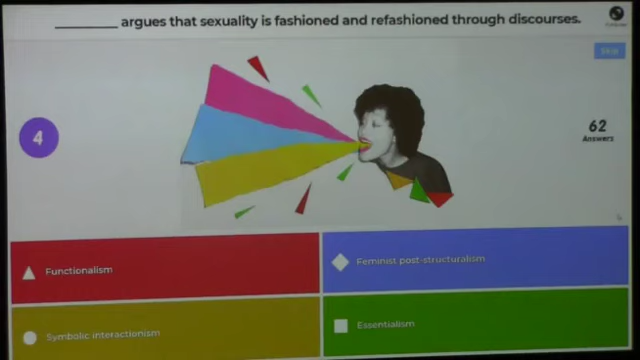 _________ argues that sexuality is fashioned and refashioned through discourses.
Skip
4
62
Answers
Functionalism
Feminist post-structuralism
Symbolic interactionism
Essentialism